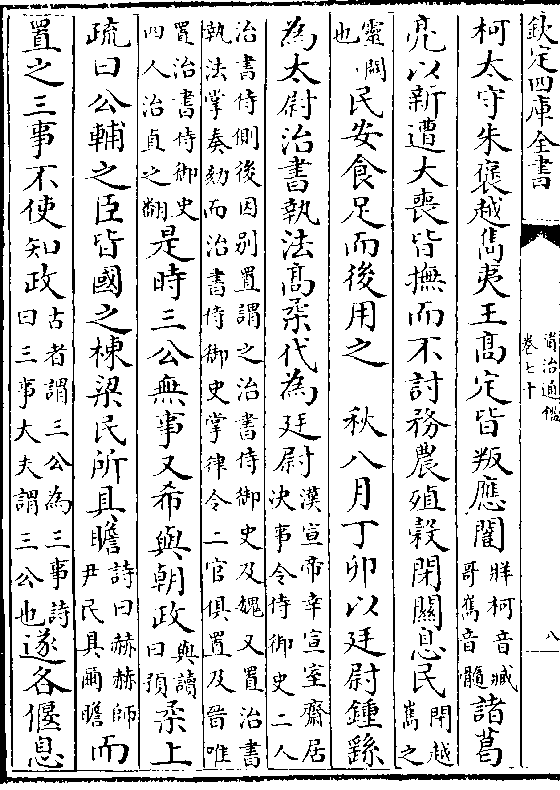 欽定四庫全書
資治通鑑
卷七十
八
柯太守朱褒越雋夷王高定皆叛應闓
牂柯音臧
哥雋音髓
諸葛
亮以新遭大喪皆撫而不討務農殖穀閉關息民
閉越
雋之
靈關
也
民安食足而後用之　秋八月丁卯以廷尉鍾繇
為太尉治書執法高柔代為廷尉
漢宣帝幸宣室齋居
決事令侍御史二人
治書侍側後因别置謂之治書侍御史及魏又置治書
執法掌奏劾而治書侍御史掌律令二官俱置及晉唯
置治書侍御史
四人治貞之翻
是時三公無事又希與朝政
與讀
曰預
柔上
疏曰公輔之臣皆國之棟梁民所具瞻
詩曰赫赫師
尹民具爾瞻
而
置之三事不使知政
古者謂三公為三事詩
曰三事大夫謂三公也
遂各偃息